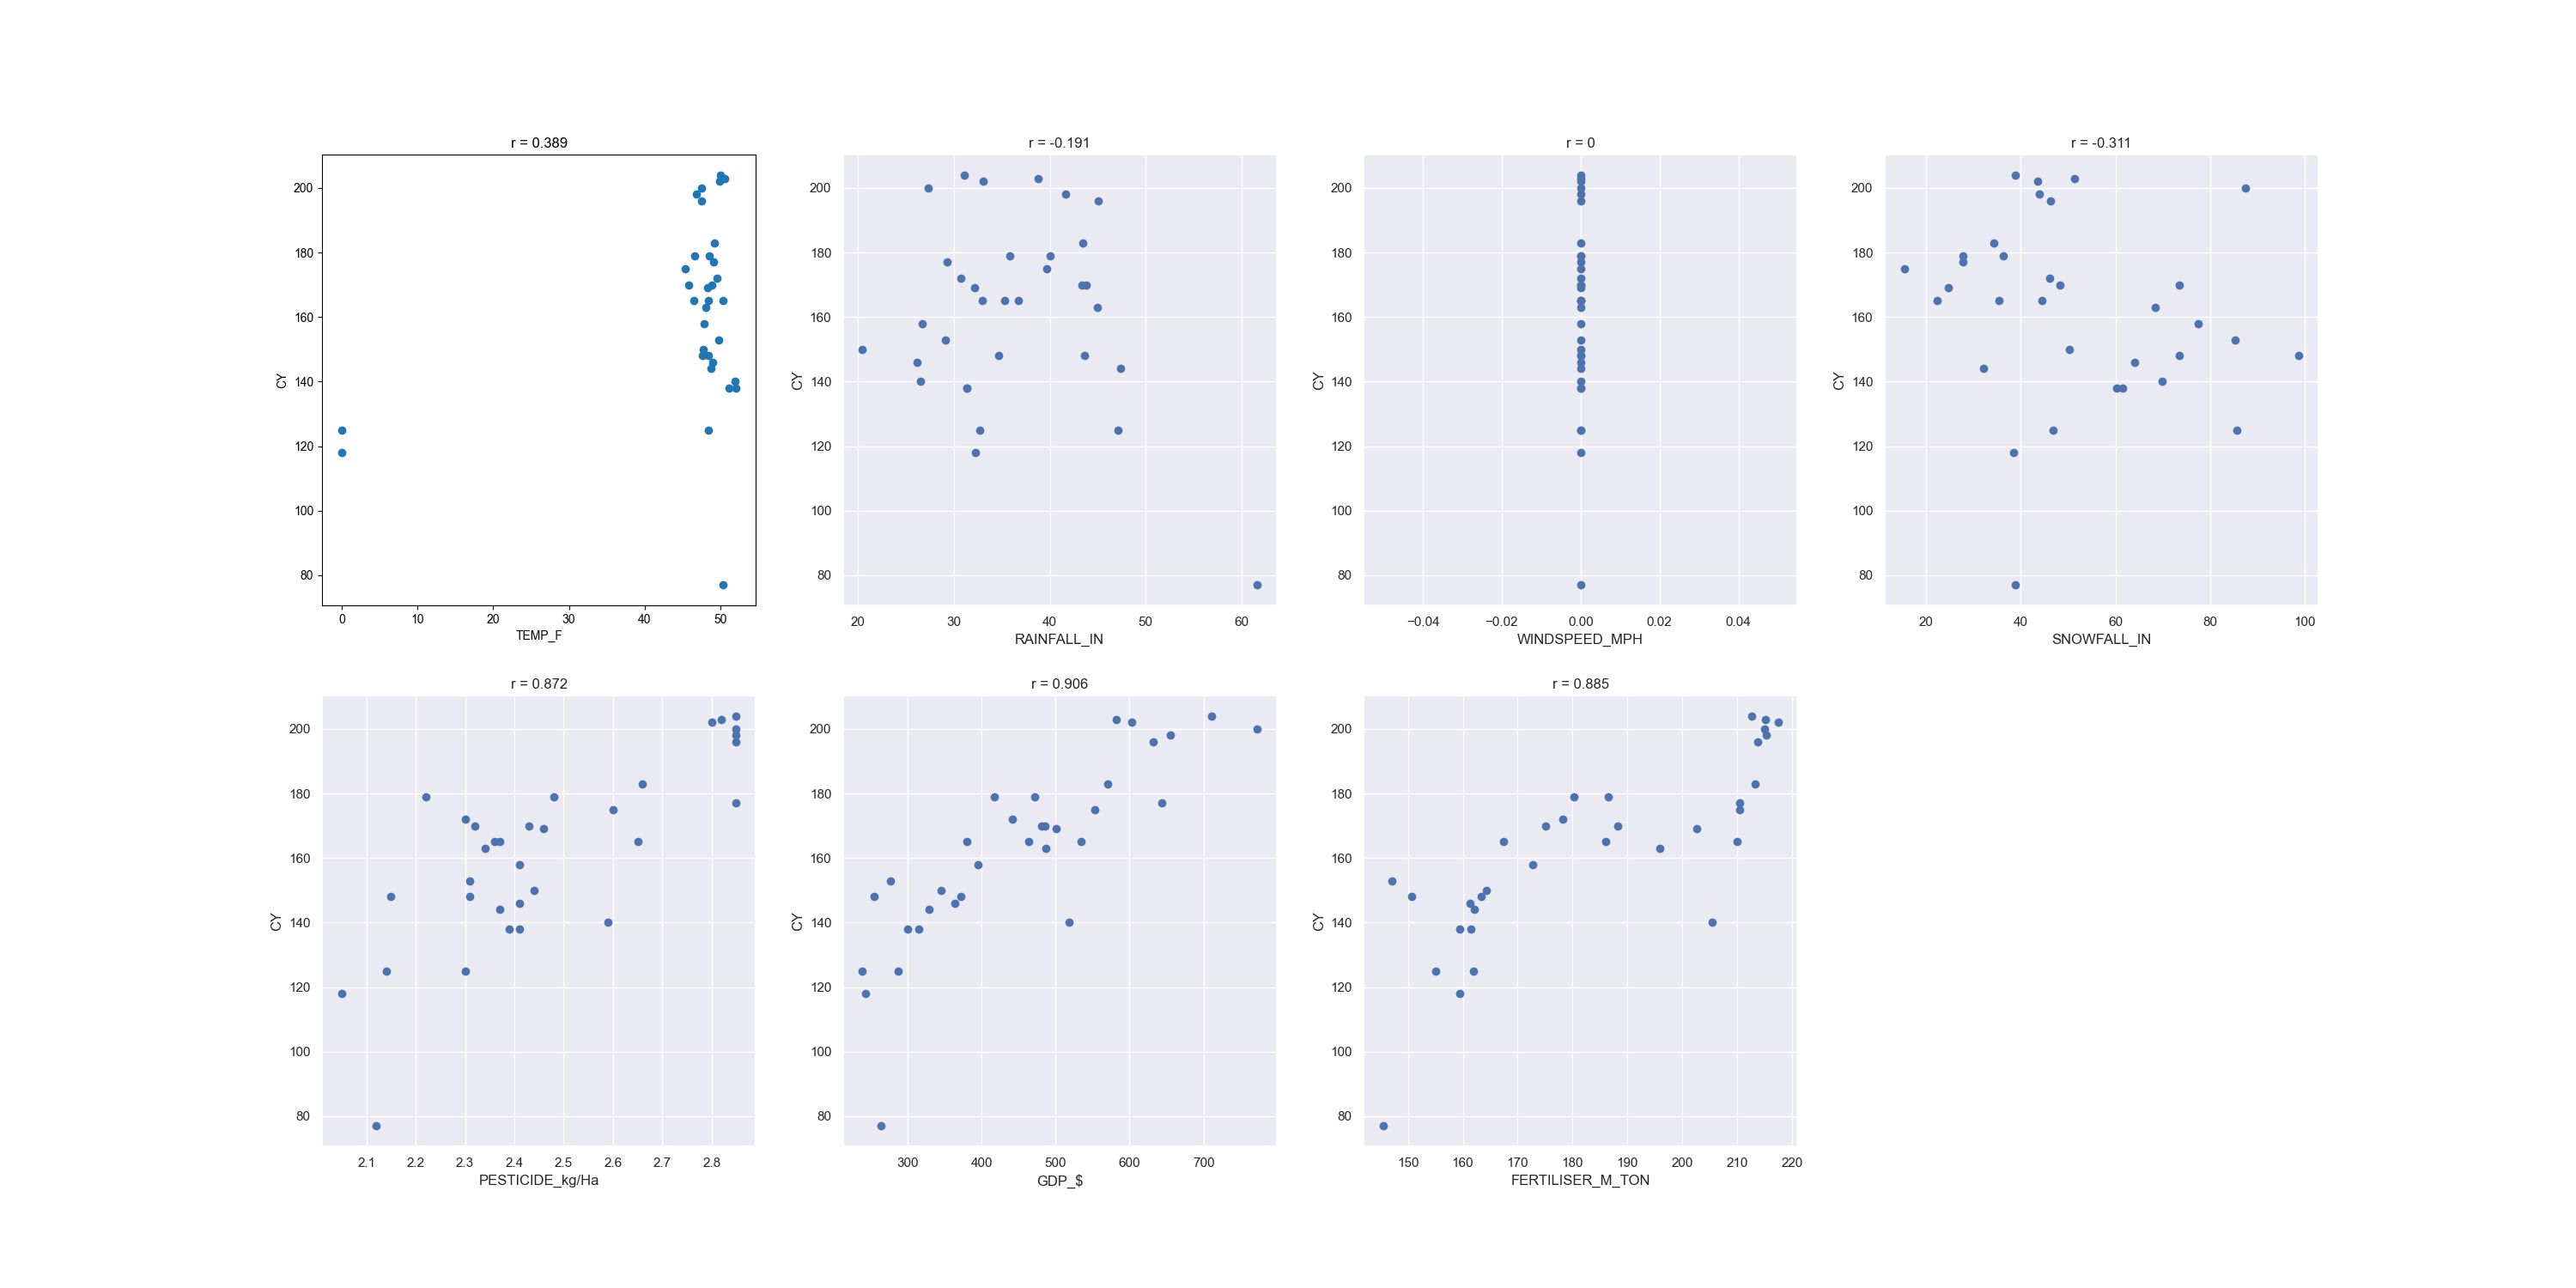 r = 0.389
CY
200
180
160
140
120
100
80
0 10 20 30 40 50
TEMP_F
r = -0.191
CY
200
180
160
140
120
100
80
20 30 40 50 60
RAINFALL_IN
r = 0
CY
200
180
160
140
120
100
80
−0.04 −0.02 0.00 0.02 0.04
WINDSPEED_MPH
r = -0.311
CY
200
180
160
140
120
100
80
20 40 60 80 100
SNOWFALL_IN
r = 0.872
CY
200
180
160
140
120
100
80
2.1 2.2 2.3 2.4 2.5 2.6 2.7 2.8
PESTICIDE_kg/Ha
r = 0.906
CY
200
180
160
140
120
100
80
300 400 500 600 700
GDP_$
r = 0.885
CY
200
180
160
140
120
100
80
150 160 170 180 190 200 210 220
FERTILISER_M_TON